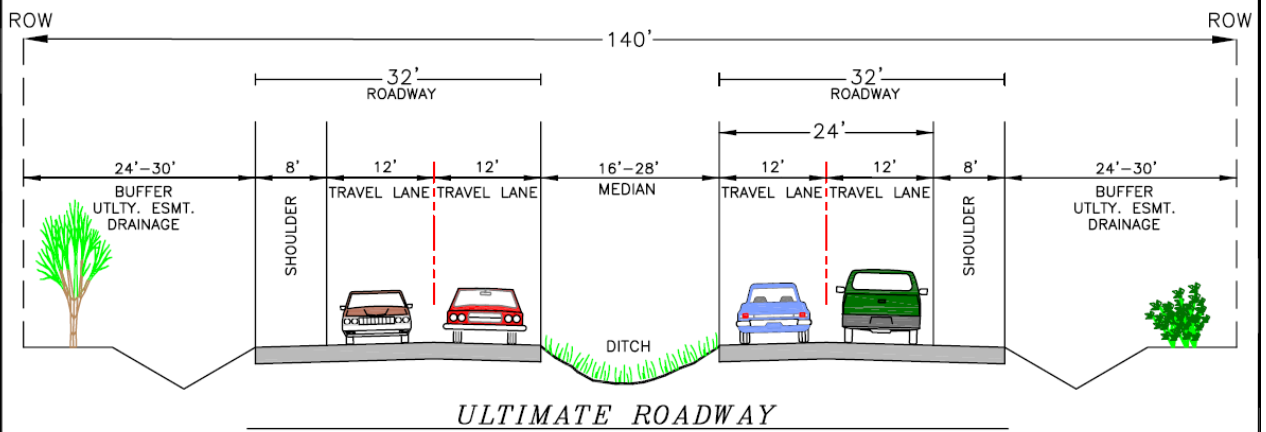 ROW
ROW
140'
32'
ROADWAY
32'
ROADWAY
24'
24'-30'
8'
12'
12'
16'-28'
12'
12'
8'
24'-30'
BUFFER
UTLTY. ESMT.
DRAINAGE
SHOULDER
TRAVEL LANE
TRAVEL LANE
MEDIAN
TRAVEL LANE
TRAVEL LANE
SHOULDER
BUFFER
UTLTY. ESMT.
DRAINAGE
DITCH
ULTIMATE ROADWAY